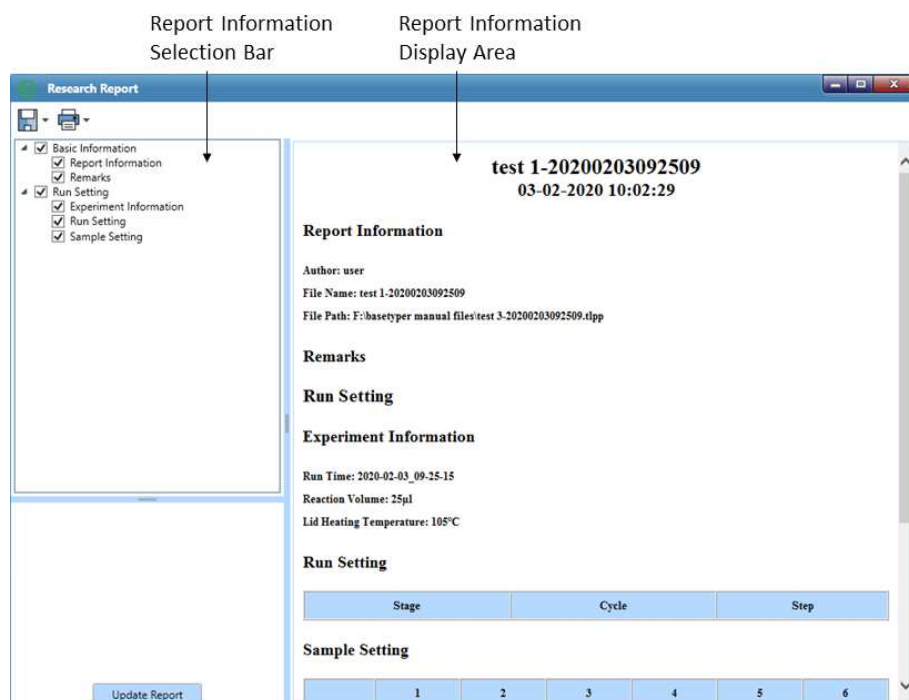 Report Information
Selection Bar
Report Information
Display Area
Research Report
Basic Information
Report Information
Remarks
Run Setting
Experiment Information
Run Setting
Sample Setting
Update Report
test 1-20200203092509
03-02-2020 10:02:29
Report Information
Author: user
File Name: test 1-20200203092509
File Path: F:\basetyper manual files\test 3-20200203092509.tlpp
Remarks
Run Setting
Experiment Information
Run Time: 2020-02-03_09-25-15
Reaction Volume: 25μl
Lid Heating Temperature: 105°C
Run Setting
Stage Cycle Step
Sample Setting
1 2 3 4 5 6